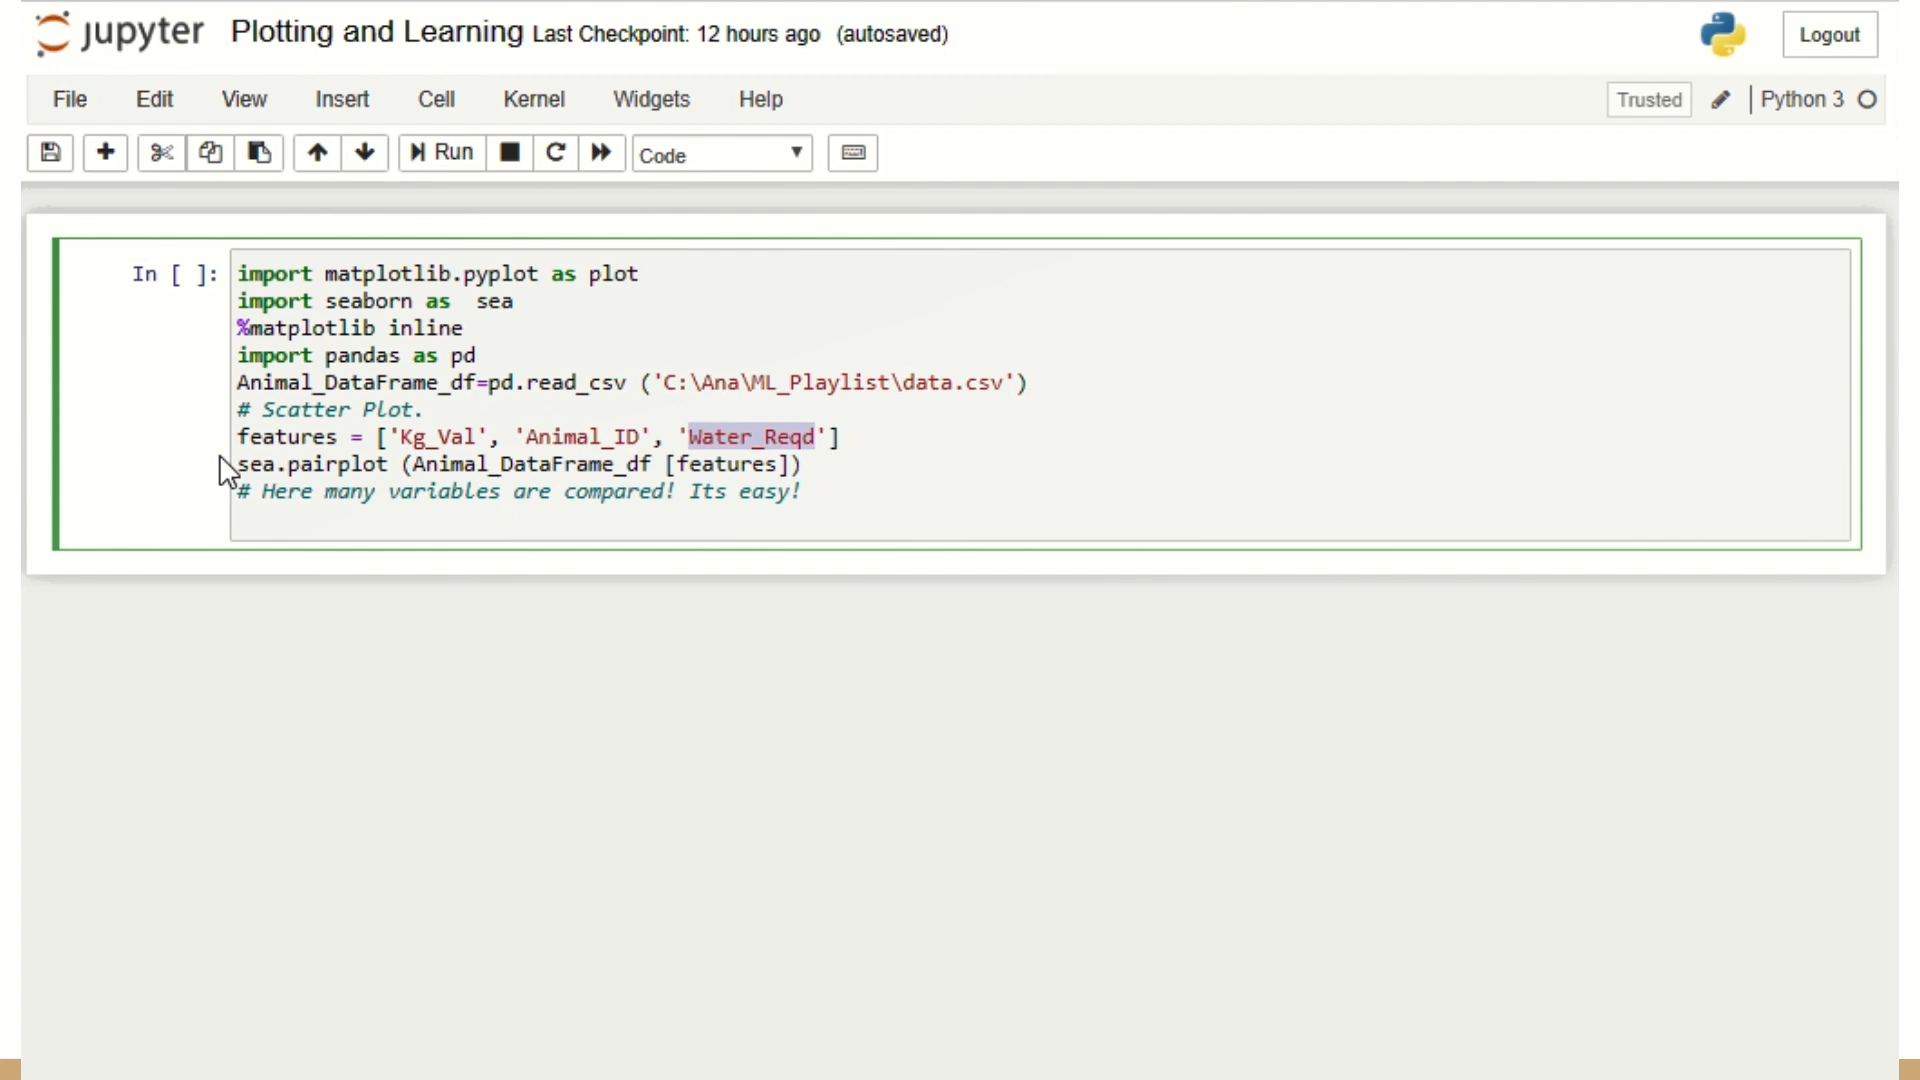 jupyter Plotting and Learning Last Checkpoint: 12 hours ago (autosaved) Logout
File Edit View Insert Cell Kernel Widgets Help Trusted Python 3
Run Code
In [ ]: import matplotlib.pyplot as plot
import seaborn as  sea
%matplotlib inline
import pandas as pd
Animal_DataFrame_df=pd.read_csv ('C:\Ana\ML_Playlist\data.csv')
# Scatter Plot.
features = ['Kg_Val', 'Animal_ID', 'Water_Reqd']
sea.pairplot (Animal_DataFrame_df [features])
# Here many variables are compared! Its easy!